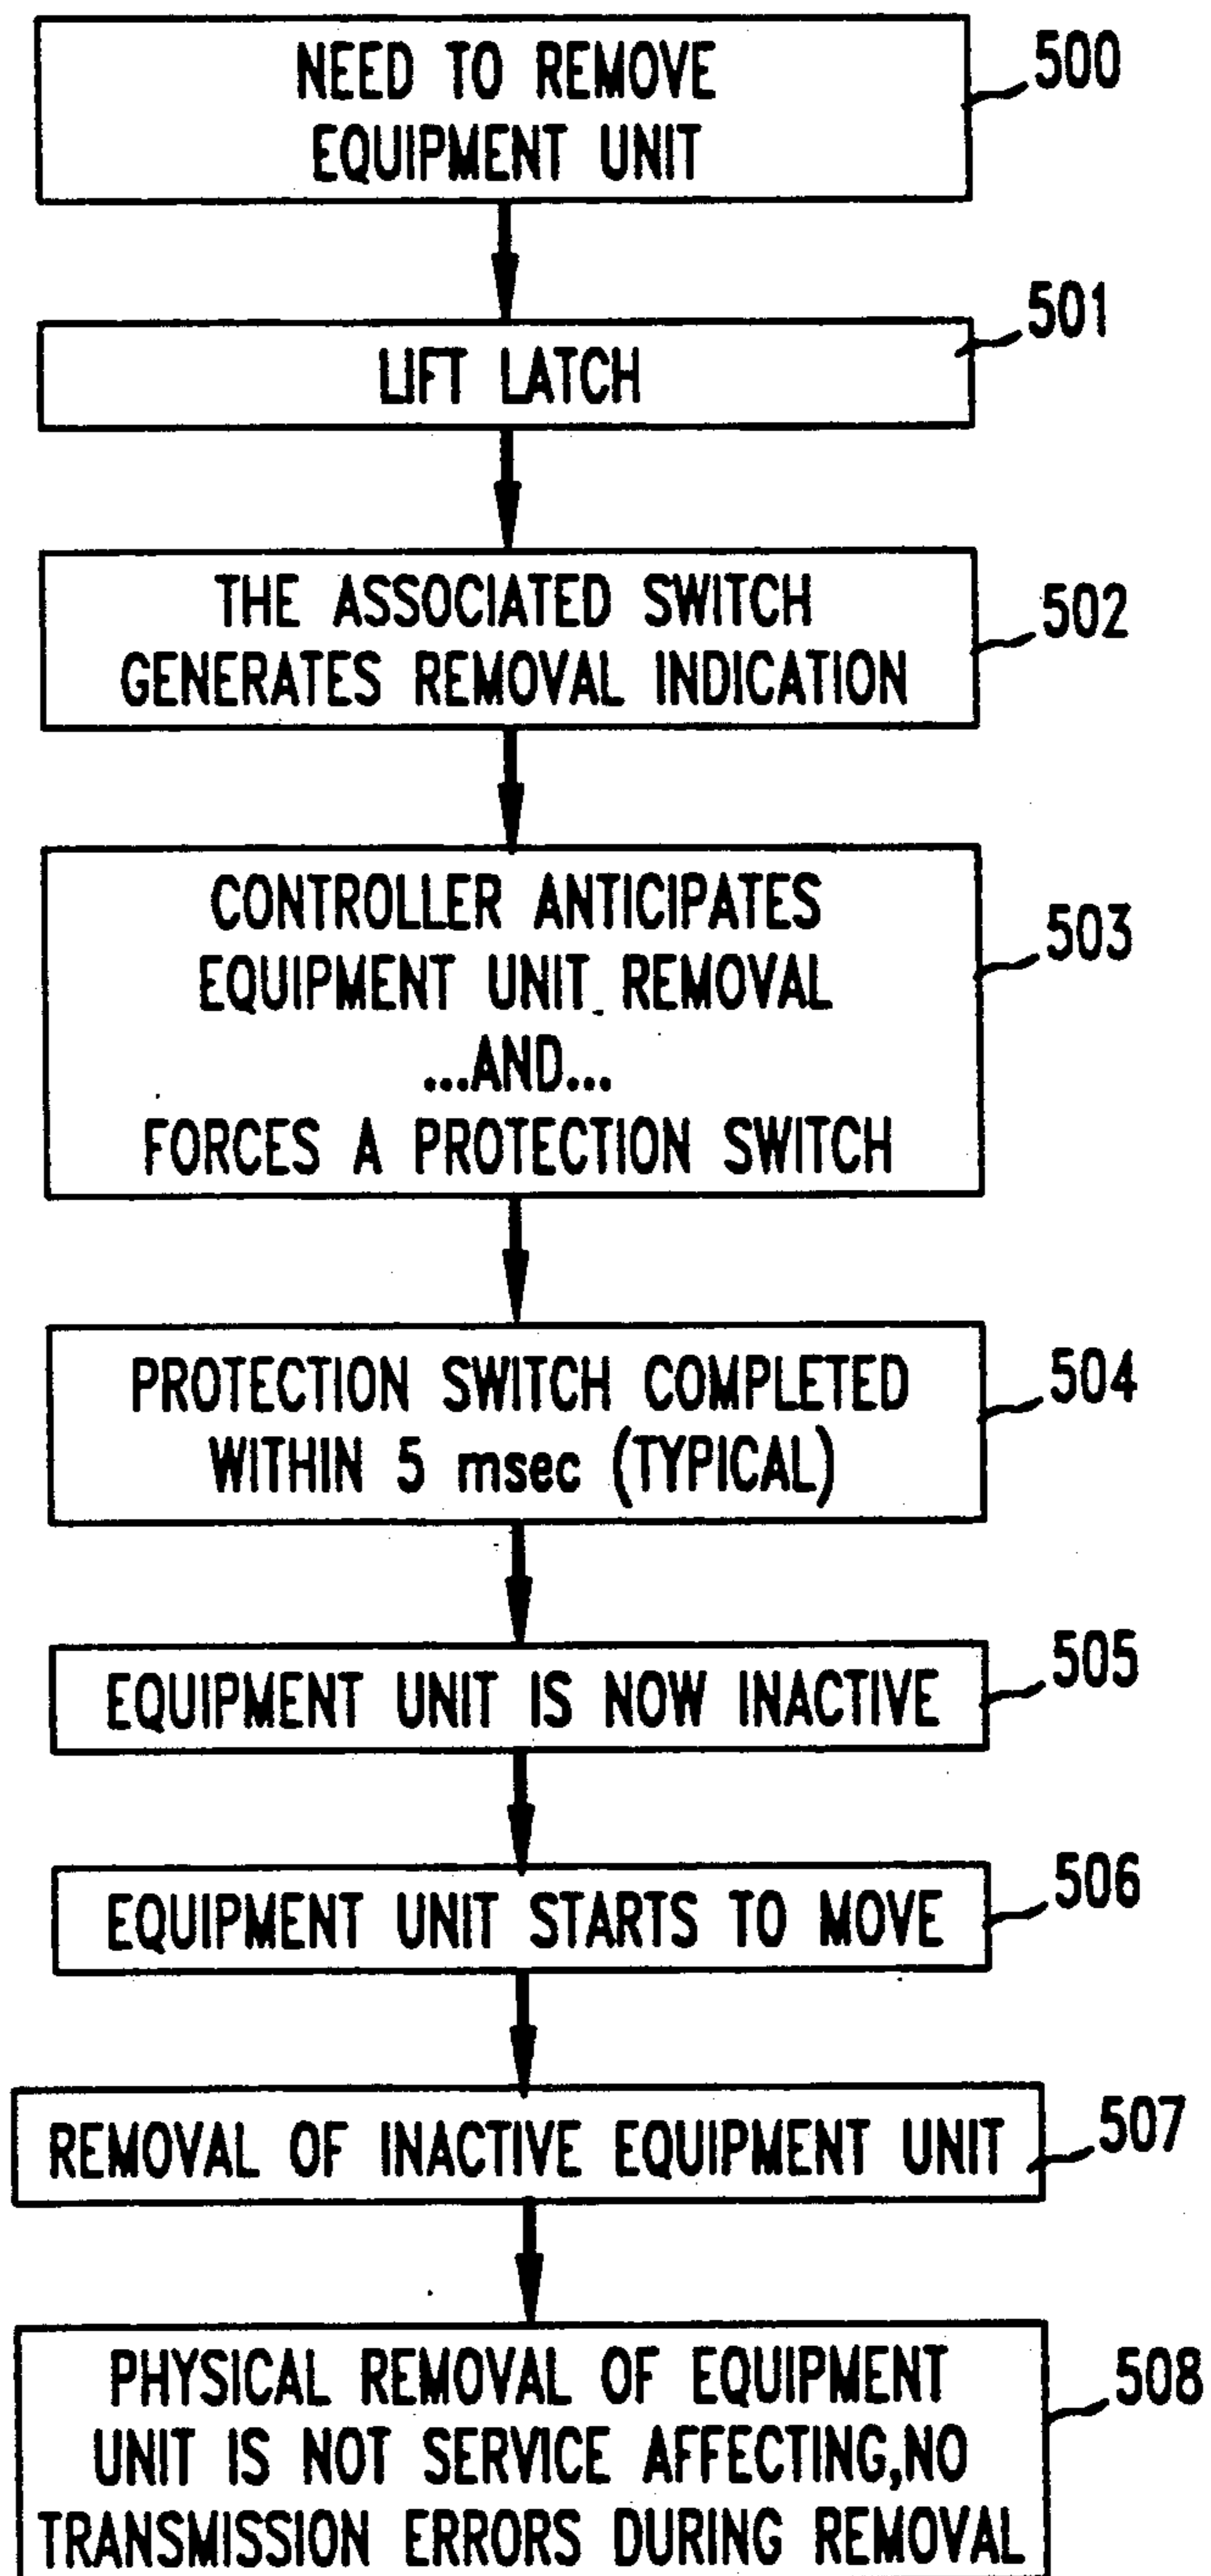 NEED TO REMOVE
EQUIPMENT UNIT
500
LIFT LATCH
501
THE ASSOCIATED SWITCH
GENERATES REMOVAL INDICATION
502
CONTROLLER ANTICIPATES
EQUIPMENT UNIT REMOVAL
...AND...
FORCES A PROTECTION SWITCH
503
PROTECTION SWITCH COMPLETED
WITHIN 5 msec (TYPICAL)
504
EQUIPMENT UNIT IS NOW INACTIVE
505
EQUIPMENT UNIT STARTS TO MOVE
506
REMOVAL OF INACTIVE EQUIPMENT UNIT
507
PHYSICAL REMOVAL OF EQUIPMENT
UNIT IS NOT SERVICE AFFECTING,NO
TRANSMISSION ERRORS DURING REMOVAL
508